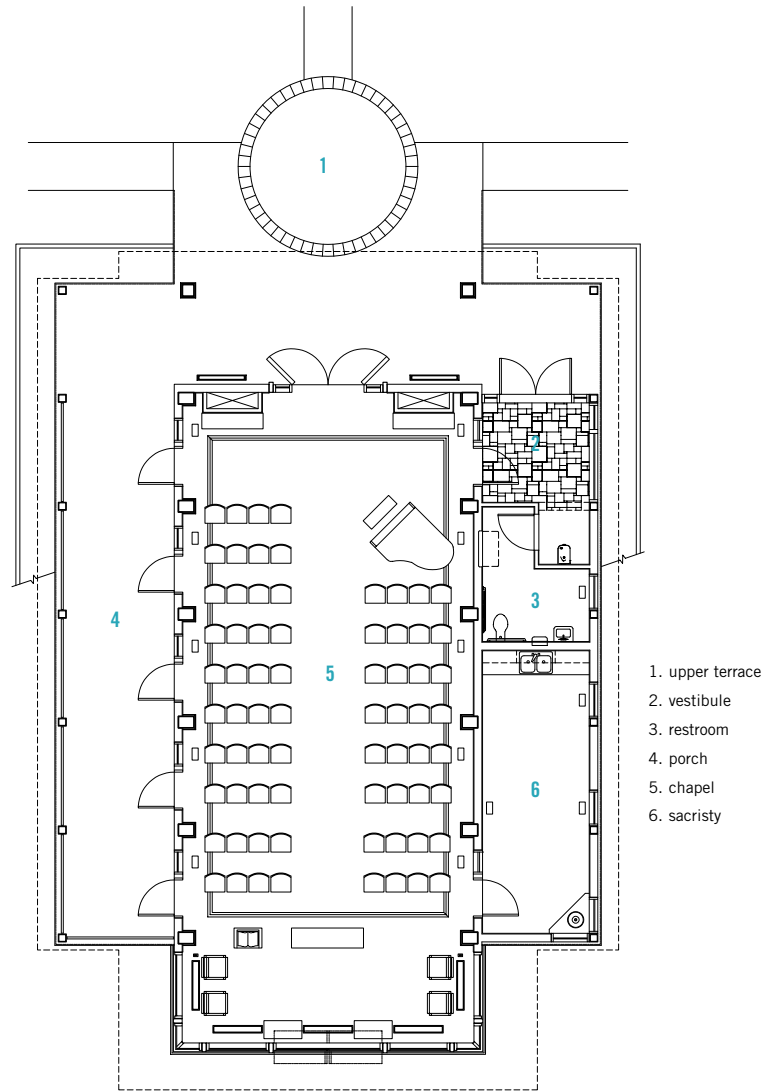 1
2
3
4
5
6
1. upper terrace
2. vestibule
3. restroom
4. porch
5. chapel
6. sacristy